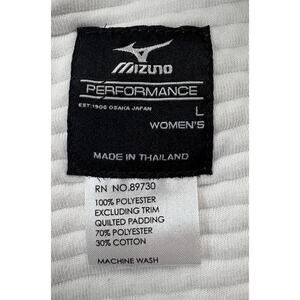 MIZUNO
PERFORMANCE
EST.1906 OSAKA JAPAN
L
WOMEN'S
MADE IN THAILAND
RN NO.89730
100% POLYESTER
EXCLUDING TRIM
QUILTED PADDING
70% POLYESTER
30% COTTON
MACHINE WASH